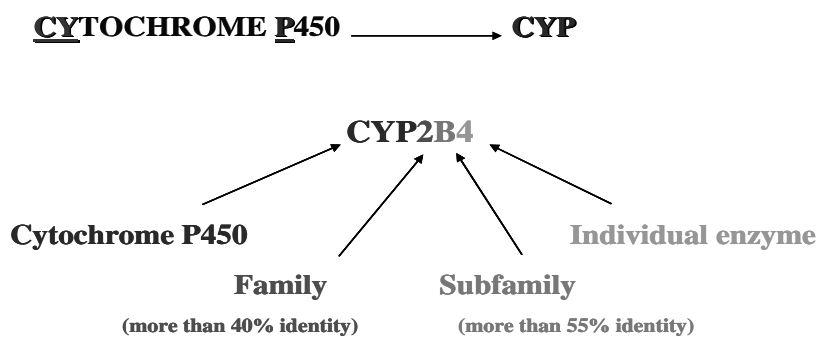 CYTOCHROME P450 CYP
CYP2B4
Cytochrome P450 Individual enzyme
Family Subfamily
(more than 40% identity) (more than 55% identity)